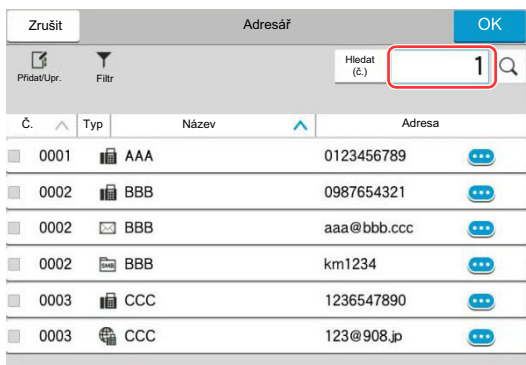 Zrušit Adresář OK
Přidat/Upr. Filtr Hledat (č.) 1
Č. Typ Název Adresa
0001 AAA 0123456789
0002 BBB 0987654321
0002 BBB aaa@bbb.ccc
0002 SMB BBB km1234
0003 CCC 1236547890
0003 CCC 123@908.jp